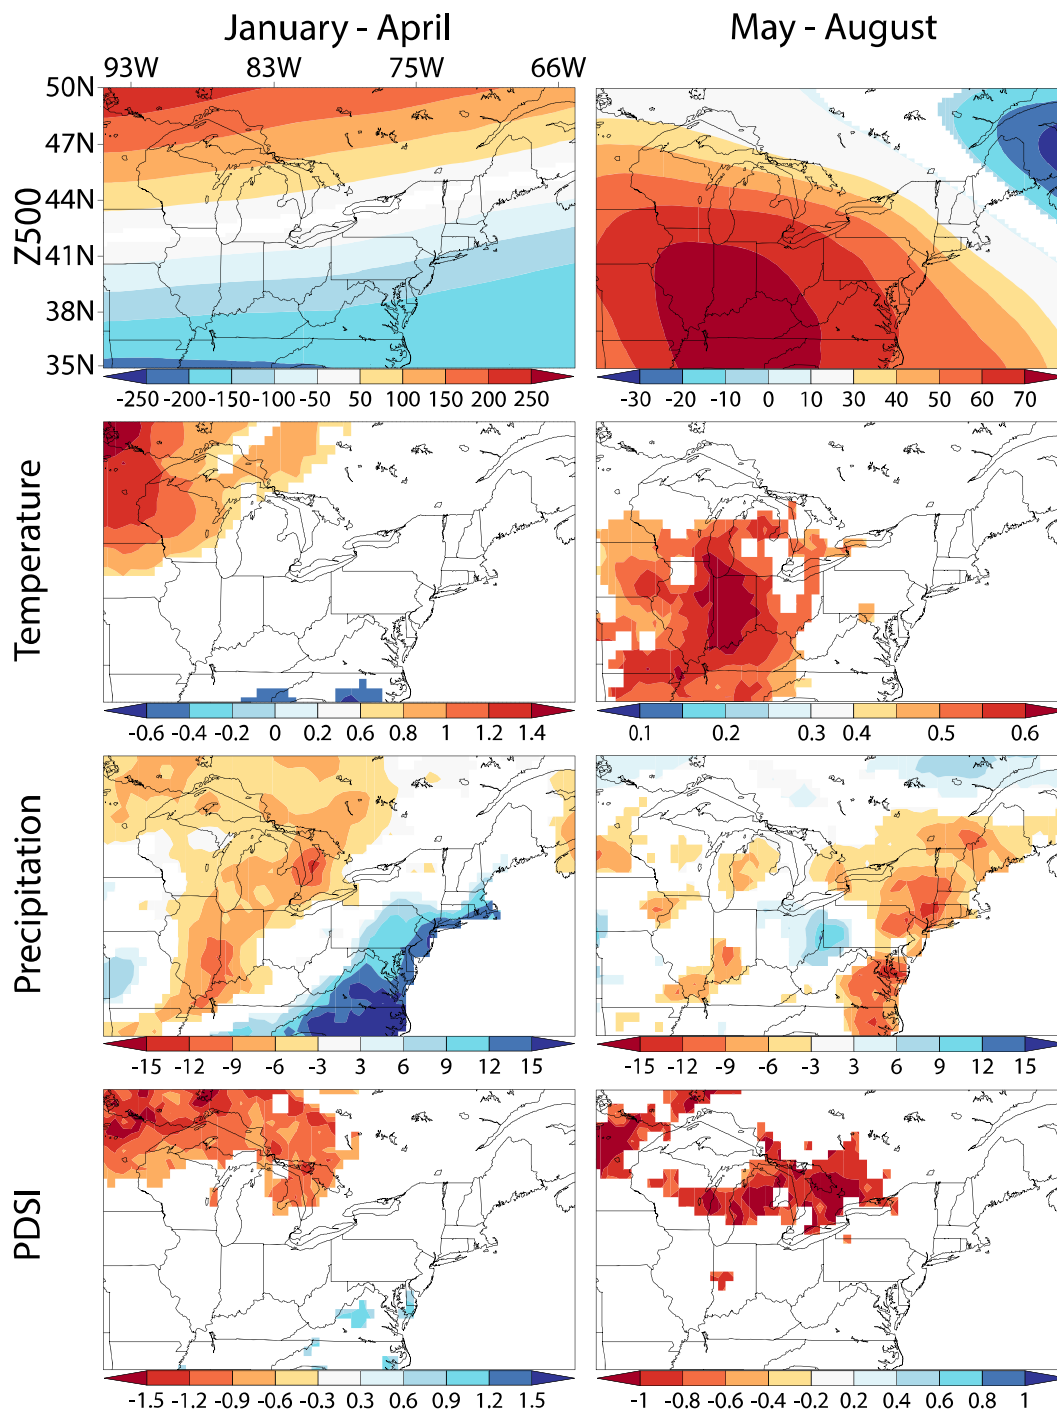 January - April
May - August
93W 83W 75W 66W
50N
47N
44N
41N
38N
35N
Z500
-250 -200 -150 -100 -50 50 100 150 200 250
-30 -20 -10 0 10 20 30 40 50 60 70
Temperature
-0.6 -0.4 -0.2 0 0.2 0.6 0.8 1 1.2 1.4
0.1 0.2 0.3 0.4 0.5 0.6
Precipitation
-15 -12 -9 -6 -3 3 6 9 12 15
-15 -12 -9 -6 -3 3 6 9 12 15
PDSI
-1.5 -1.2 -0.9 -0.6 -0.3 0.3 0.6 0.9 1.2 1.5
-1 -0.8 -0.6 -0.4 -0.2 0.2 0.4 0.6 0.8 1